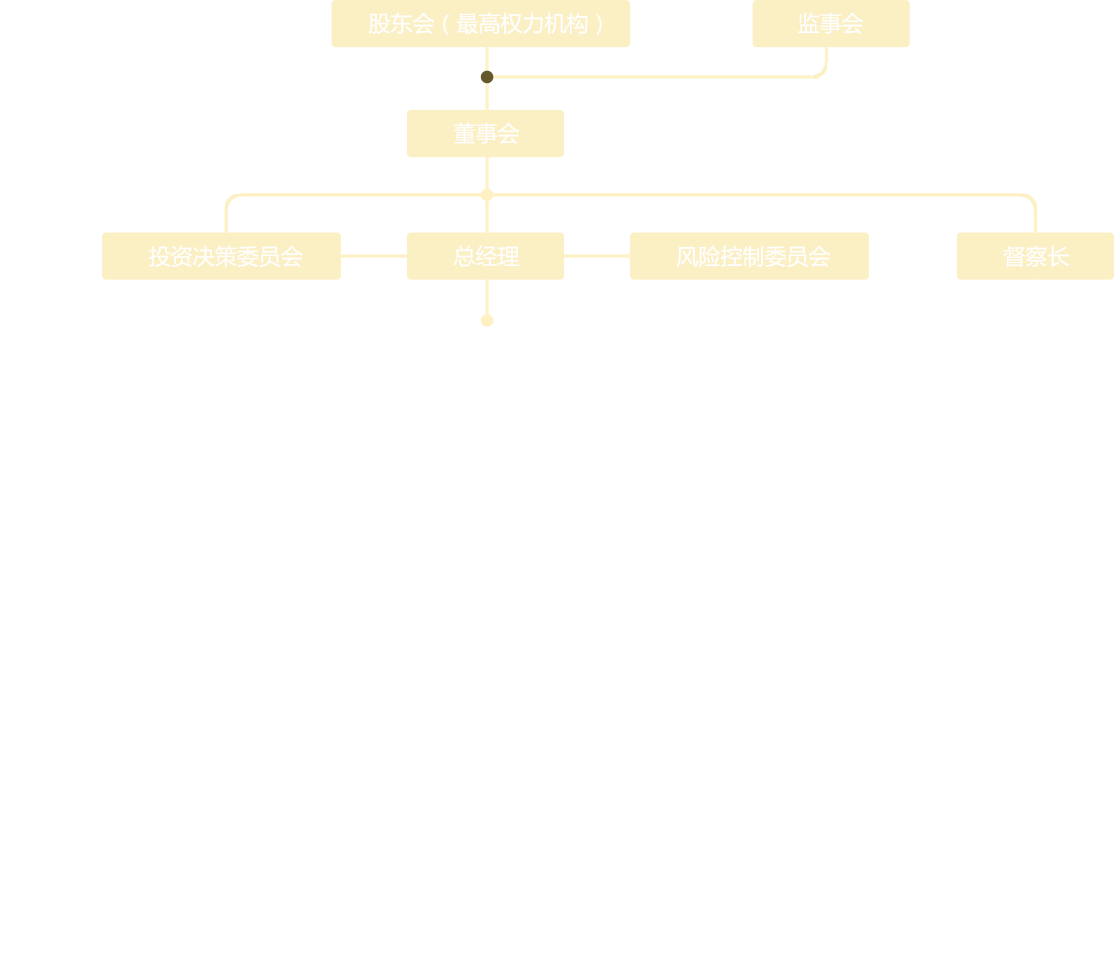 股东会（最高权力机构）
监事会
董事会
投资决策委员会
总经理
风险控制委员会
督察长